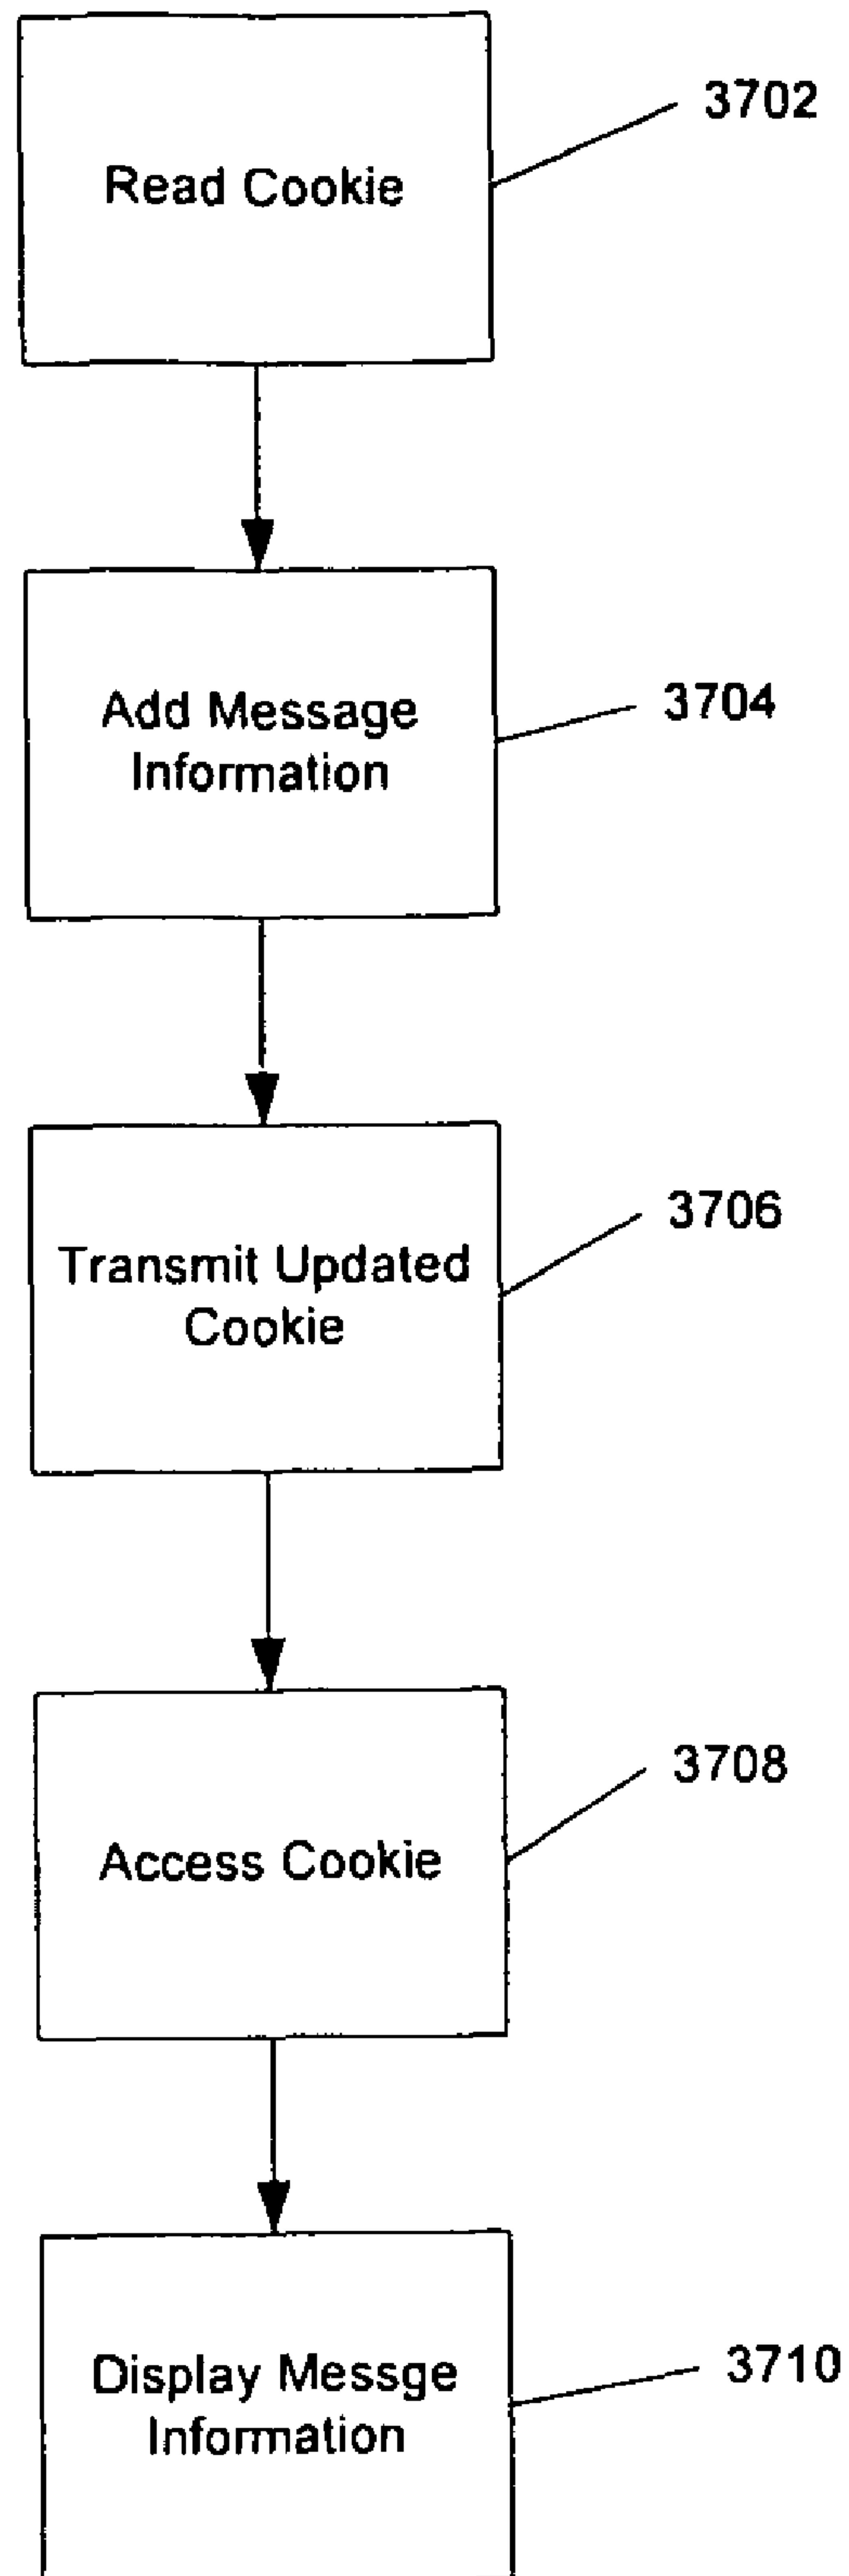 3702
Read Cookie
3704
Add Message
Information
3706
Transmit Updated
Cookie
3708
Access Cookie
3710
Display Messge
Information